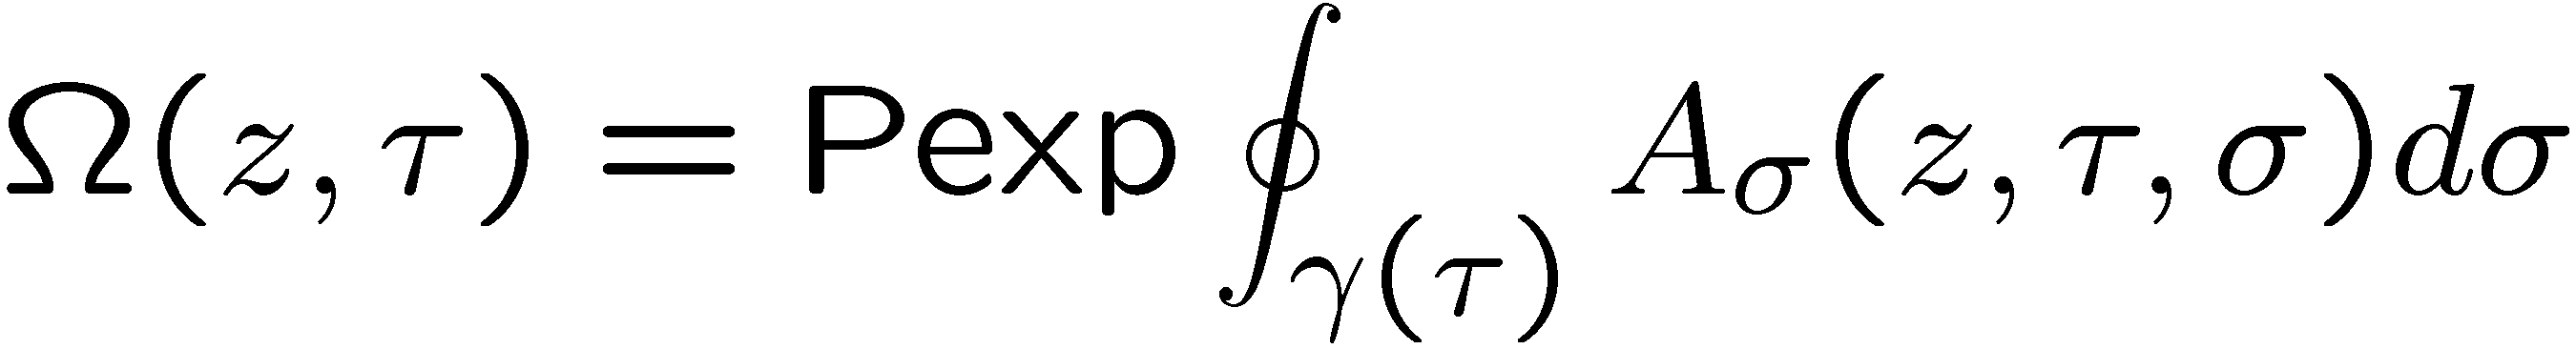 Ω(z, τ) = Pexp ∮_{γ(τ)} A_σ(z, τ, σ)dσ